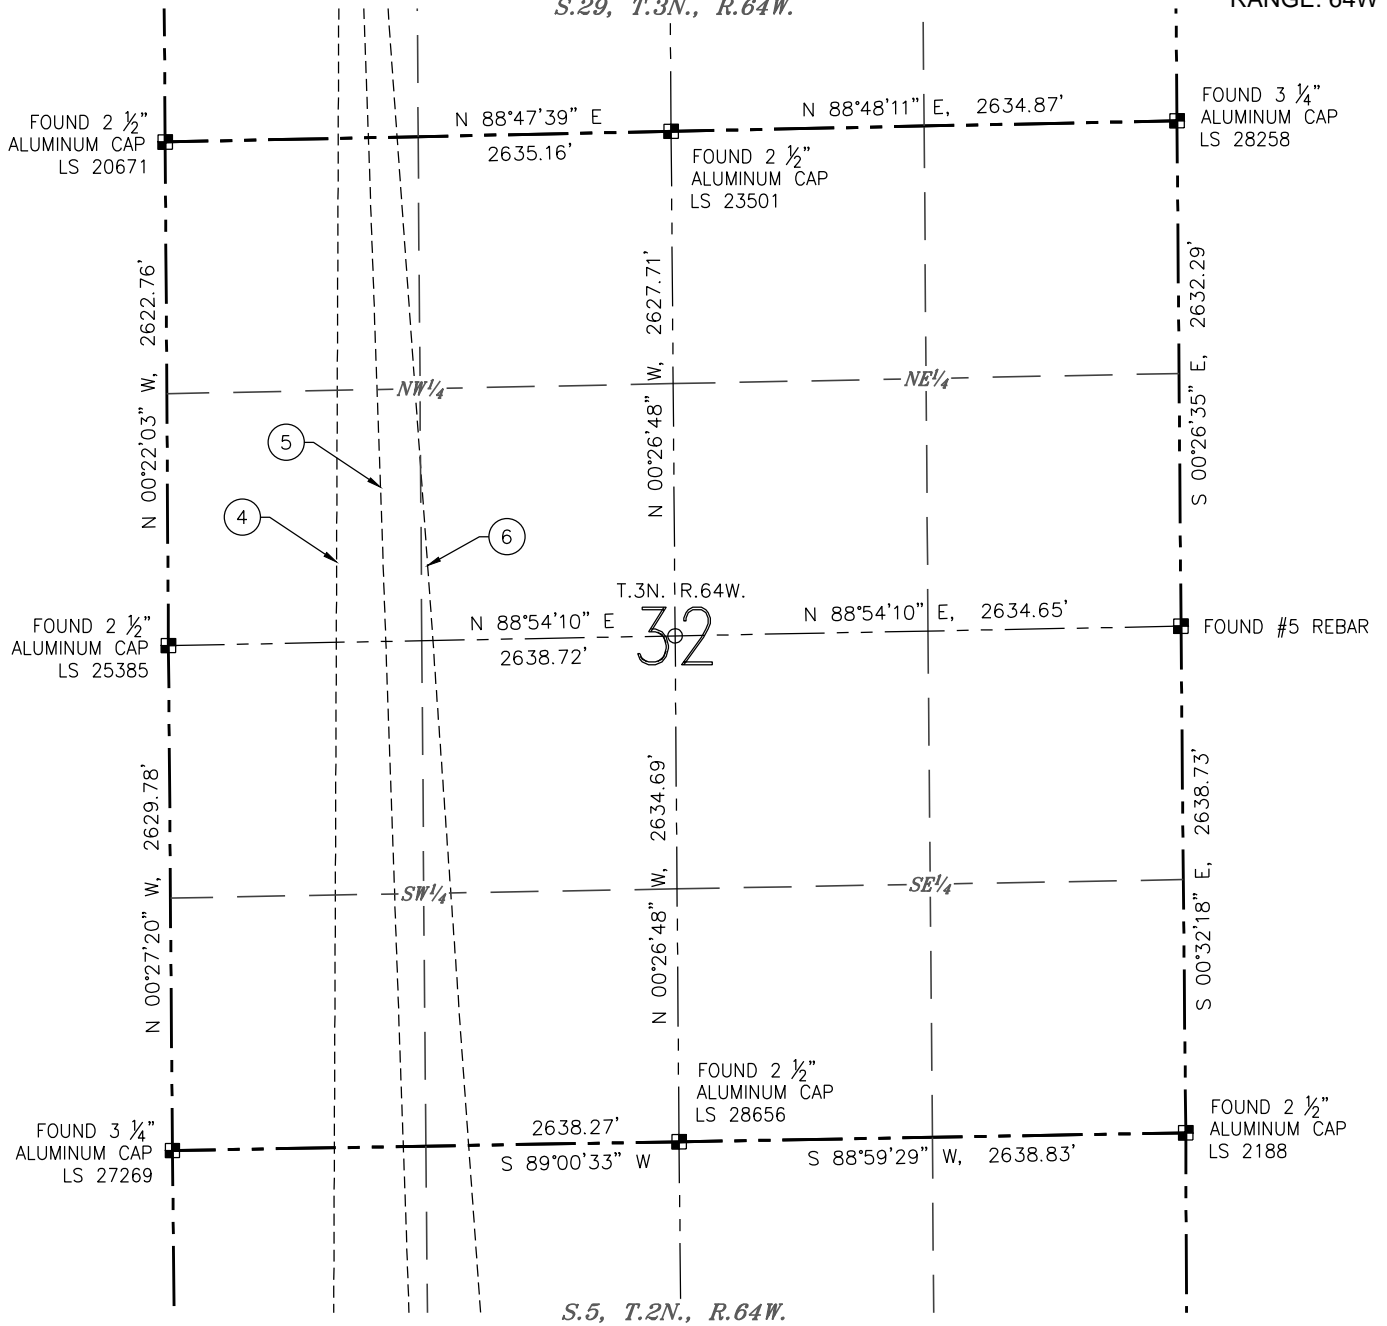 S.29, T.3N., R.64W.
RANGE: 64W
FOUND 2 ½"
ALUMINUM CAP
LS 20671
N 88°47'39" E
2635.16'
FOUND 2 ½"
ALUMINUM CAP
LS 23501
N 88°48'11" E, 2634.87'
FOUND 3 ¼"
ALUMINUM CAP
LS 28258
N 00°22'03" W, 2622.76'
N 00°26'48" W, 2627.71'
S 00°26'35" E, 2632.29'
NW¼
NE¼
5
4
6
T.3N. R.64W.
32
FOUND 2 ½"
ALUMINUM CAP
LS 25385
N 88°54'10" E
2638.72'
N 88°54'10" E, 2634.65'
FOUND #5 REBAR
N 00°27'20" W, 2629.78'
N 00°26'48" W, 2634.69'
S 00°32'18" E, 2638.73'
SW¼
SE¼
FOUND 3 ¼"
ALUMINUM CAP
LS 27269
2638.27'
S 89°00'33" W
FOUND 2 ½"
ALUMINUM CAP
LS 28656
S 88°59'29" W, 2638.83'
FOUND 2 ½"
ALUMINUM CAP
LS 2188
S.5, T.2N., R.64W.